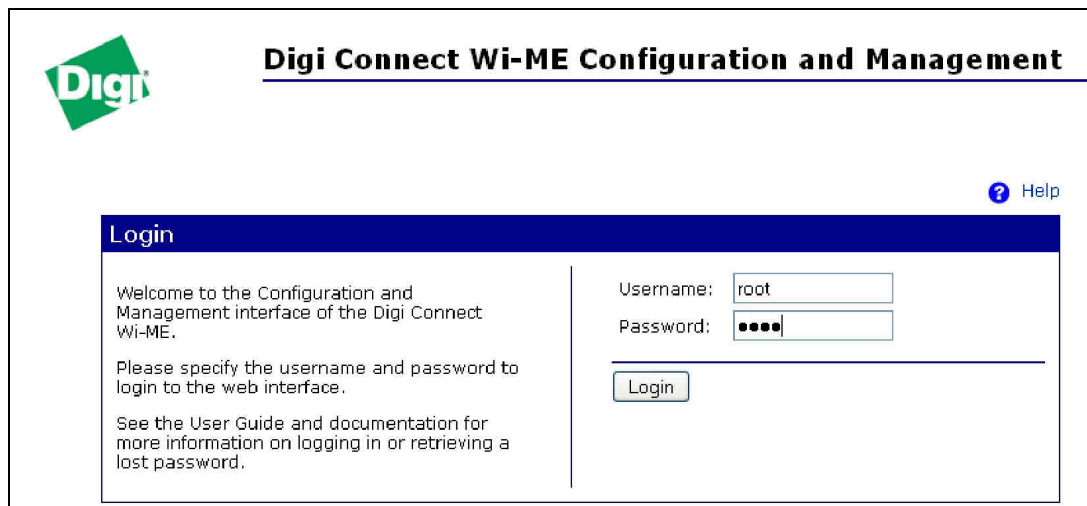 Digi
Digi Connect Wi-ME Configuration and Management
? Help
Login
Welcome to the Configuration and
Management interface of the Digi Connect
Wi-ME.
Please specify the username and password to
login to the web interface.
See the User Guide and documentation for
more information on logging in or retrieving a
lost password.
Username: root
Password: ●●●●
Login